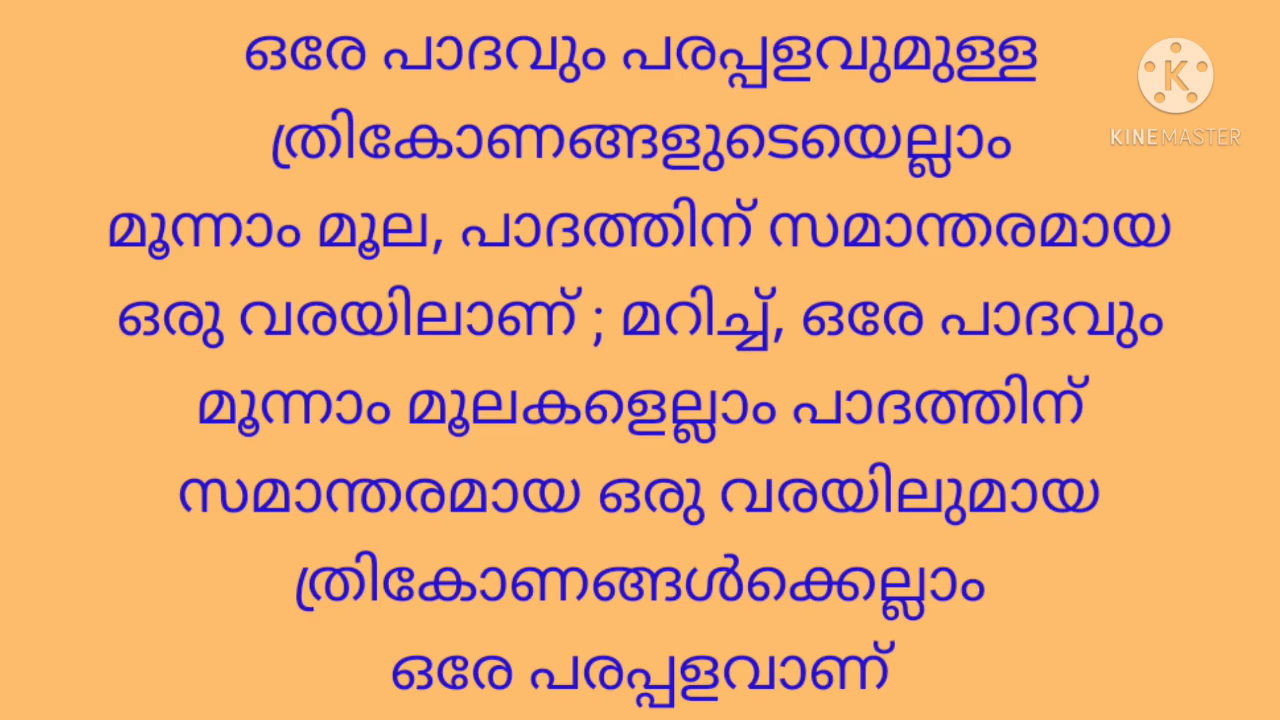 ഒരേ പാദവും പരപ്പളവുമുള്ള
ത്രികോണങ്ങളുടെയെല്ലാം
മൂന്നാം മൂല, പാദത്തിന് സമാന്തരമായ
ഒരു വരയിലാണ് ; മറിച്ച്, ഒരേ പാദവും
മൂന്നാം മൂലകളെല്ലാം പാദത്തിന്
സമാന്തരമായ ഒരു വരയിലുമായ
ത്രികോണങ്ങൾക്കെല്ലാം
ഒരേ പരപ്പളവാണ്
K
KINEMASTER